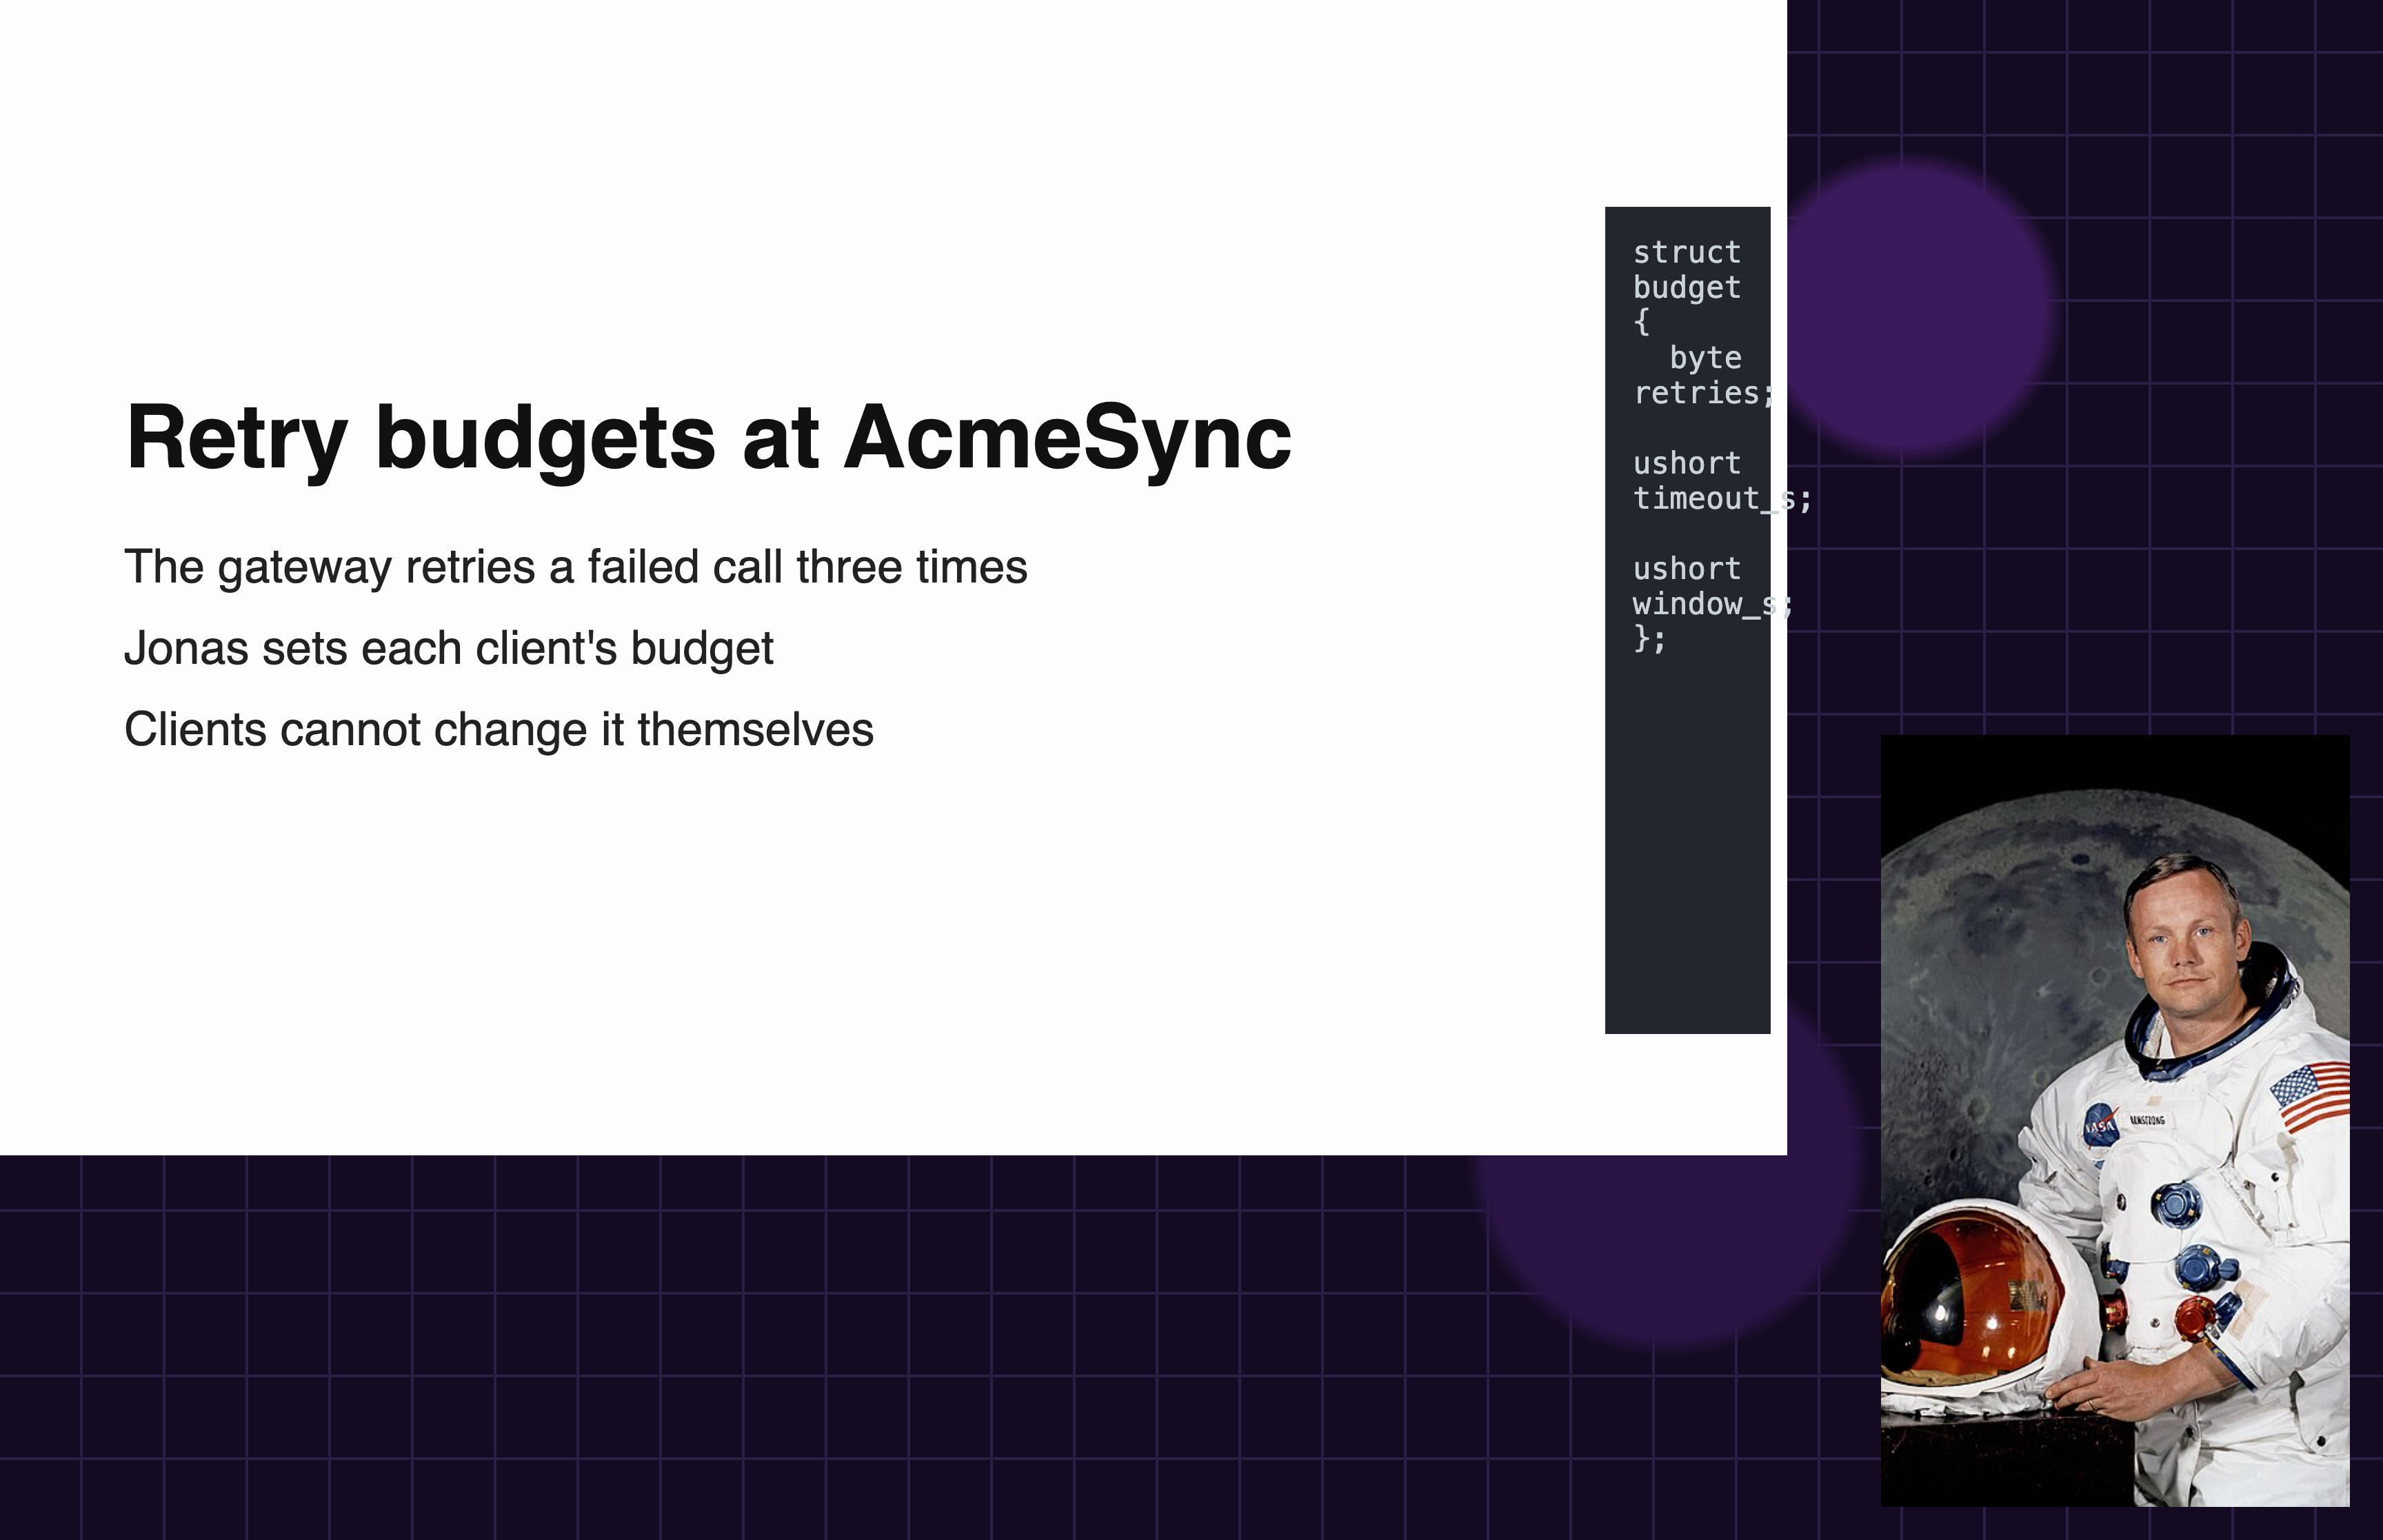 Retry budgets at AcmeSync
The gateway retries a failed call three times
Jonas sets each client's budget
Clients cannot change it themselves
struct
budget
{
  byte
retries;

ushort
timeout_s;

ushort
window_s;
};
NASA
ARMSTRONG